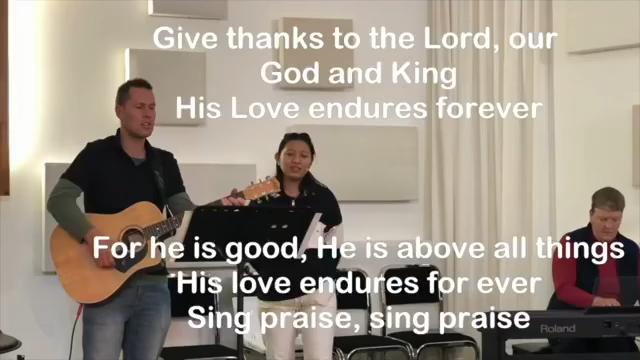 Give thanks to the Lord, our
God and King
His Love endures forever
For he is good, He is above all things
His love endures for ever
Sing praise, sing praise
Roland